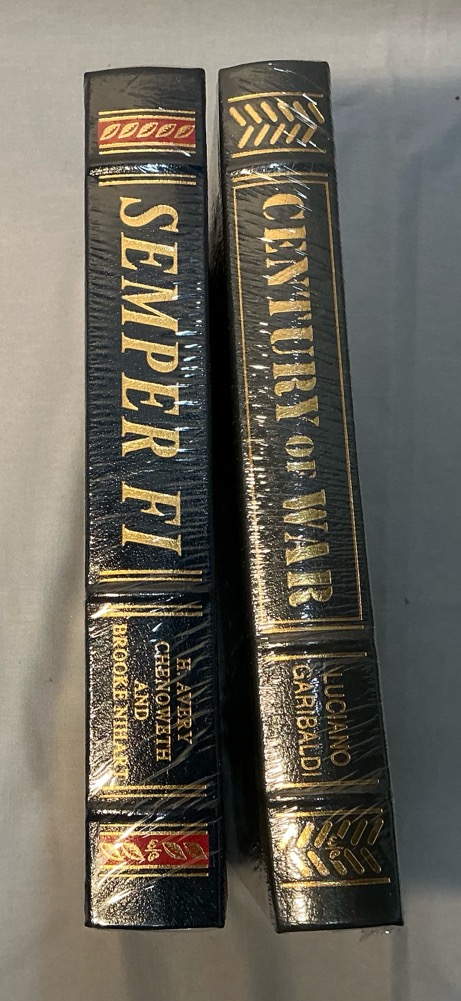 SEMPER FI
H. AVERY
CHENOWETH
AND
BROOKE NIHART
CENTURY OF WAR
LUCIANO
GARIBALDI